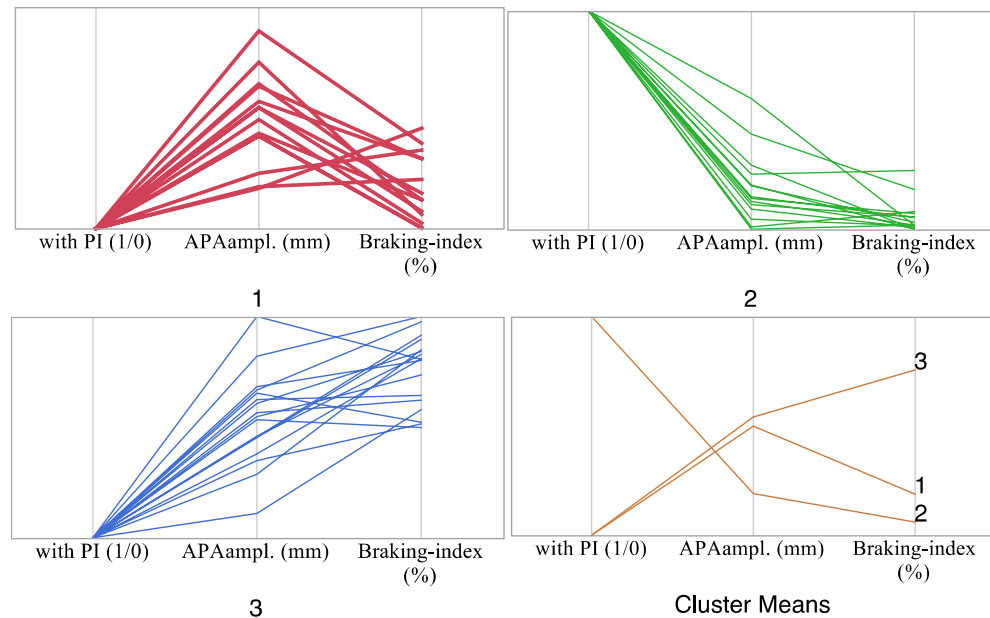 with PI (1/0) APAampl. (mm) Braking-index
(%)
1
with PI (1/0) APAampl. (mm) Braking-index
(%)
2
with PI (1/0) APAampl. (mm) Braking-index
(%)
3
3
1
2
with PI (1/0) APAampl. (mm) Braking-index
(%)
Cluster Means